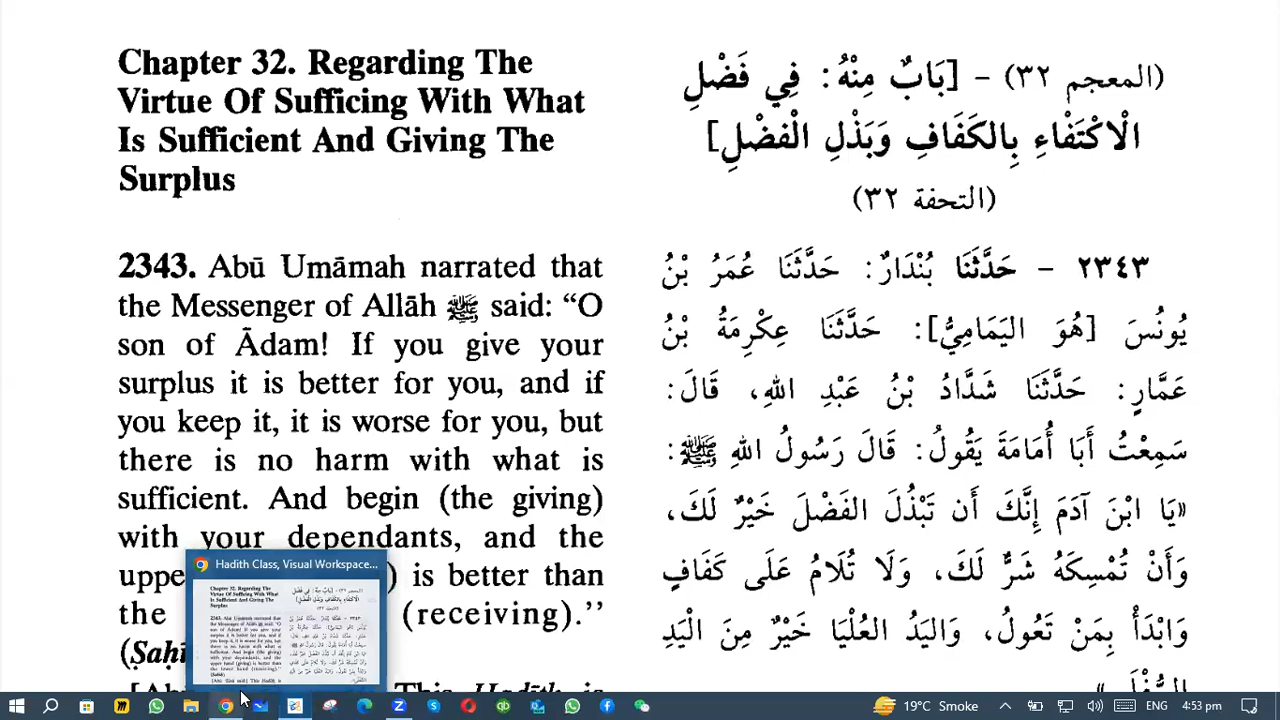 Chapter 32. Regarding The
Virtue Of Sufficing With What
Is Sufficient And Giving The
Surplus
2343. Abū Umāmah narrated that
the Messenger of Allāh ﷺ said: “O
son of Ādam! If you give your
surplus it is better for you, and if
you keep it, it is worse for you, but
there is no harm with what is
sufficient. And begin (the giving)
with your dependants, and the
) is better than
the (receiving).’’
(المعجم ٣٢) - [بَابٌ مِنْهُ: فِي فَضْلِ
الْاكْتَفْاءِ بِالكَفَافِ وَبَذْلِ الْفضْلِ]
(التحفة ٣٢)
٢٣٤٣ - حَدَّثَنَا بُنْدَارٌ: حَدَّثَنَا عُمَرُ بْنُ
يُونُسَ [هُوَ اليَمَامِيُّ]: حَدَّثَنَا عِكْرِمَةُ بْنُ
عَمَّارٍ: حَدَّثَنَا شَدَّادُ بْنُ عَبْدِ اللهِ، قَالَ:
سَمِعْتُ أَبَا أُمَامَةَ يَقُولُ: قَالَ رَسُولُ اللهِ ﷺ:
«يَا ابْنَ آدَمَ إِنَّكَ أَن تَبْذُلَ الفَضْلَ خَيْرٌ لَكَ،
وَأَنْ تُمْسِكَهُ شَرٌّ لَكَ، وَلَا تُلَامُ عَلَى كَفَافٍ
وَابْدَأْ بِمَنْ تَعُولُ، وَاليَدُ العُلْيَا خَيْرٌ مِنَ الْيَدِ
Hadith Class, Visual Workspace...
19°C Smoke
ENG
4:53 pm